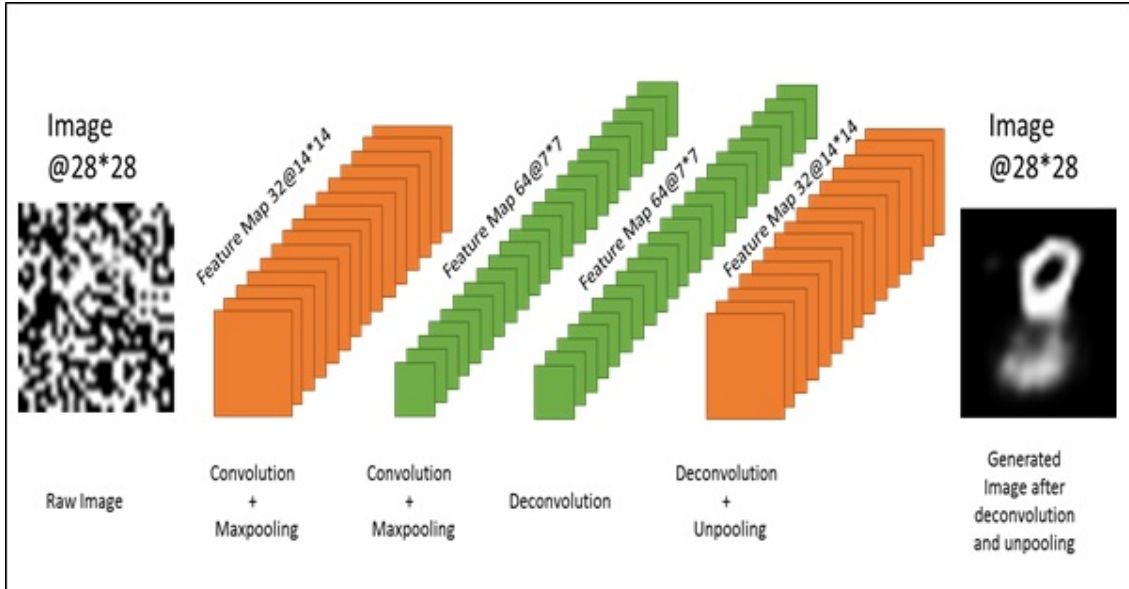 Image
@28*28
Feature Map 32@14*14
Feature Map 64@7*7
Feature Map 64@7*7
Feature Map 32@14*14
Image
@28*28
Raw Image
Convolution
+
Maxpooling
Convolution
+
Maxpooling
Deconvolution
Deconvolution
+
Unpooling
Generated
Image after
deconvolution
and unpooling